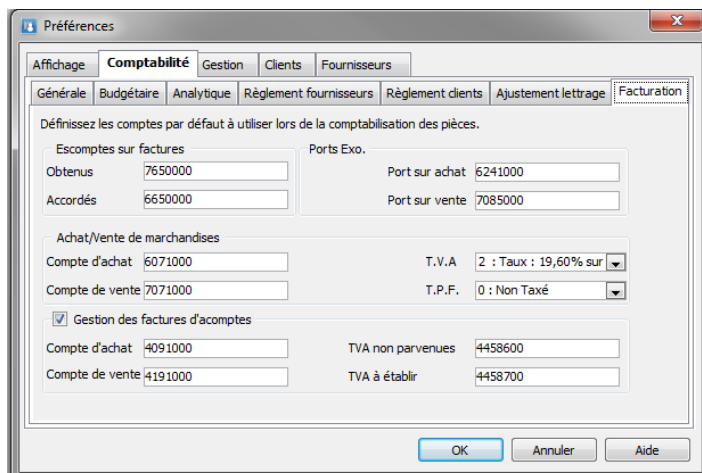 Préférences
Affichage Comptabilité Gestion Clients Fournisseurs
Générale Budgétaire Analytique Règlement fournisseurs Règlement clients Ajustement lettrage Facturation
Définissez les comptes par défaut à utiliser lors de la comptabilisation des pièces.
Escomptes sur factures Ports Exo.
Obtenus 7650000 Port sur achat 6241000
Accordés 6650000 Port sur vente 7085000
Achat/Vente de marchandises
Compte d'achat 6071000 T.V.A 2 : Taux : 19,60% sur
Compte de vente 7071000 T.P.F. 0 : Non Taxé
Gestion des factures d'acomptes
Compte d'achat 4091000 TVA non parvenues 4458600
Compte de vente 4191000 TVA à établir 4458700
OK Annuler Aide